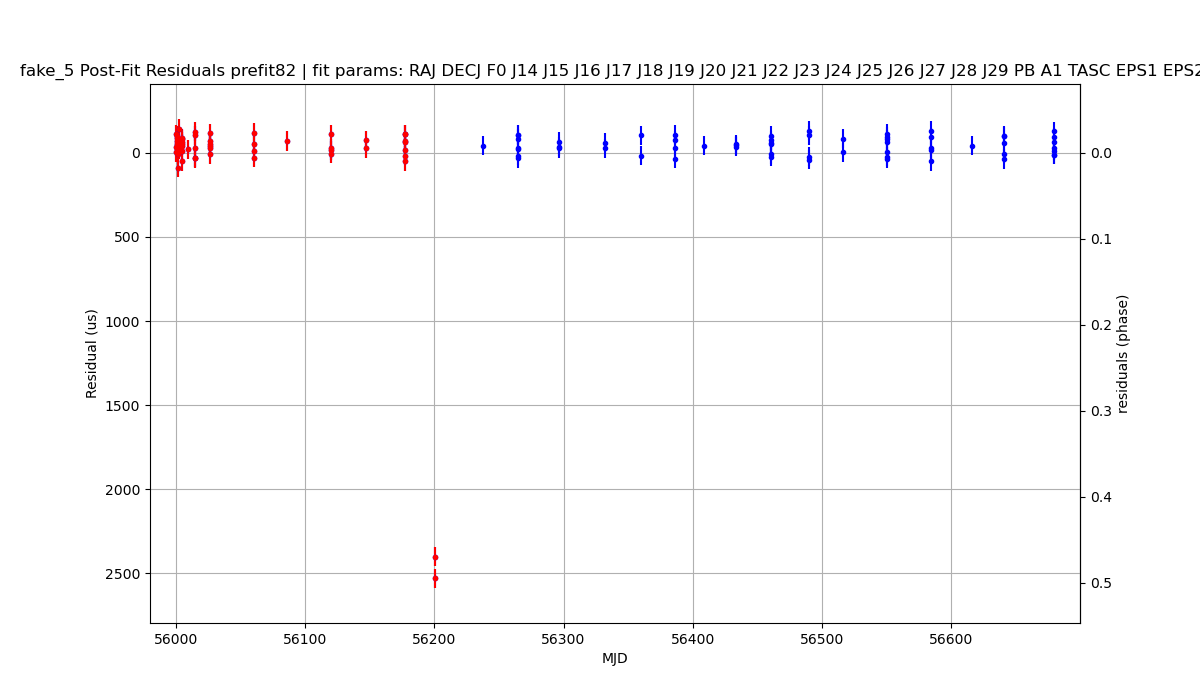 fake_5 Post-Fit Residuals prefit82 | fit params: RAJ DECJ F0 J14 J15 J16 J17 J18 J19 J20 J21 J22 J23 J24 J25 J26 J27 J28 J29 PB A1 TASC EPS1 EPS2
0
500
1000
1500
2000
2500
Residual (us)
0.0
0.1
0.2
0.3
0.4
0.5
residuals (phase)
56000 56100 56200 56300 56400 56500 56600
MJD